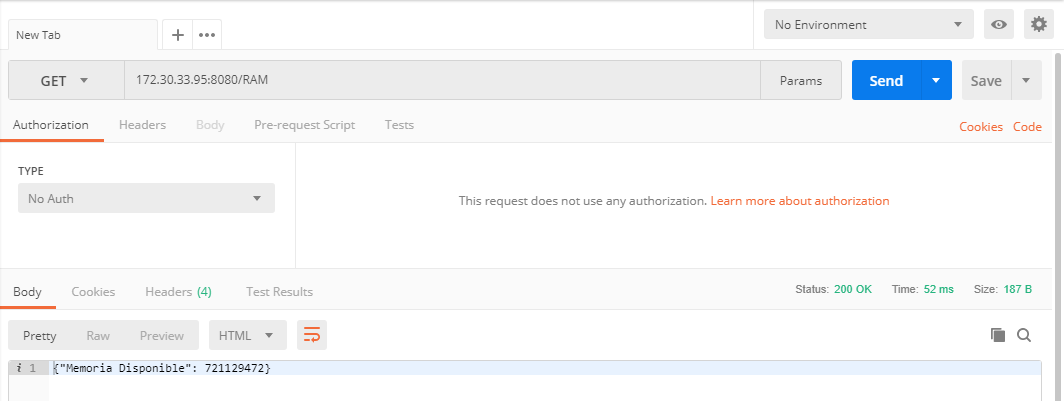 New Tab
No Environment
GET 172.30.33.95:8080/RAM Params Send Save
Authorization Headers Body Pre-request Script Tests Cookies Code
TYPE
No Auth
This request does not use any authorization. Learn more about authorization
Body Cookies Headers (4) Test Results Status: 200 OK Time: 52 ms Size: 187 B
Pretty Raw Preview HTML
i 1 {"Memoria Disponible": 721129472}